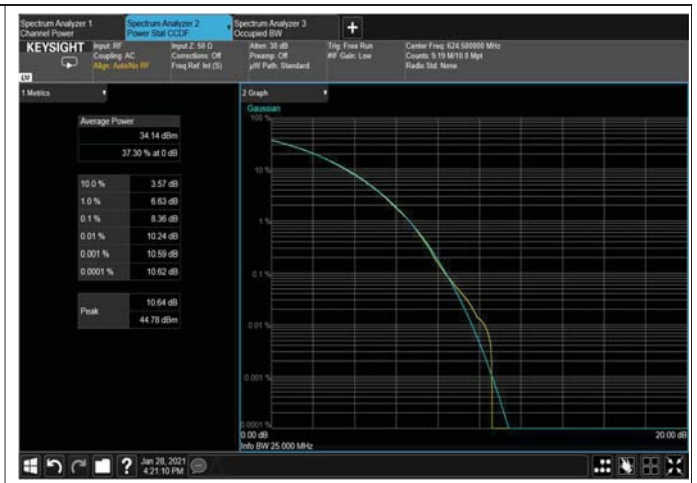 Spectrum Analyzer 1
Channel Power
Spectrum Analyzer 2
Power Stat CCDF
Spectrum Analyzer 3
Occupied BW
+
KEYSIGHT
Input: RF
Coupling: AC
Align: Auto/No RF
Input Z: 50 Ω
Corrections: Off
Freq Ref: Int (S)
Atten: 30 dB
Preamp: Off
µW Path: Standard
Trig: Free Run
#IF Gain: Low
Center Freq: 624.500000 MHz
Counts: 9.19 M/10.0 Mpt
Radio Std: None
1 Metrics
Average Power
34.14 dBm
37.30 % at 0 dB
10.0 % 3.57 dB
1.0 % 6.63 dB
0.1 % 8.36 dB
0.01 % 10.24 dB
0.001 % 10.59 dB
0.0001 % 10.62 dB
Peak
10.64 dB
44.78 dBm
2 Graph
Gaussian
100 %
10 %
1 %
0.1 %
0.01 %
0.001 %
0.0001 %
0.00 dB
20.00 dB
Info BW 25.000 MHz
?
Jan 28, 2021
4:21:10 PM